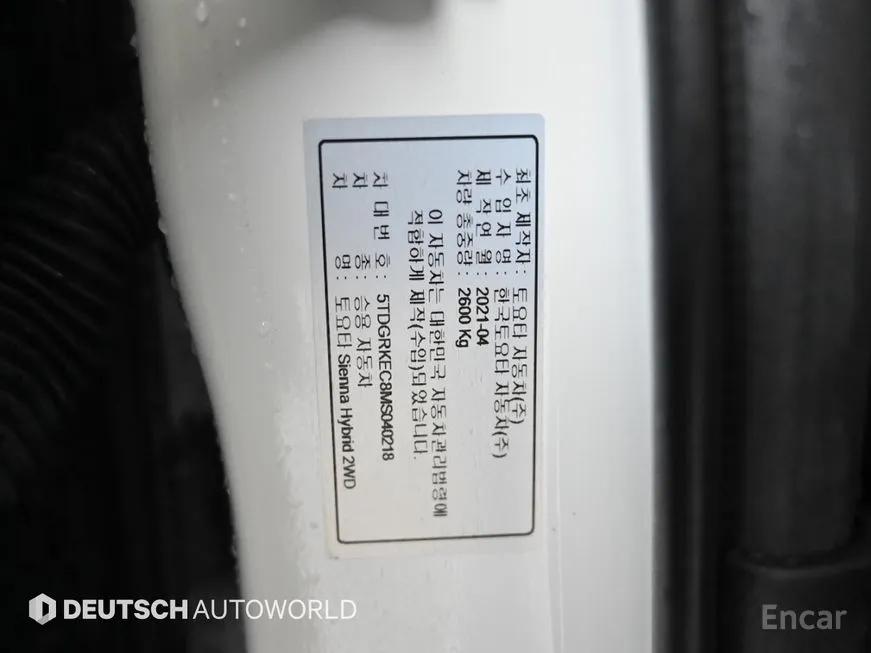 최초 제작자: 토요타 자동차(주)
수 입 자 명 : 한국토요타 자동차(주)
제 작 연 월 : 2021-04
차량 총중량 : 2600 Kg
이 자동차는 대한민국 자동차관리법령에
적합하게 제작(수입)되었습니다.
차 대 번 호 : 5TDGRKEC8MS040218
차 종 : 승용 자동차
차 명 : 토요타 Sienna Hybrid 2WD
DEUTSCH AUTOWORLD
Encar